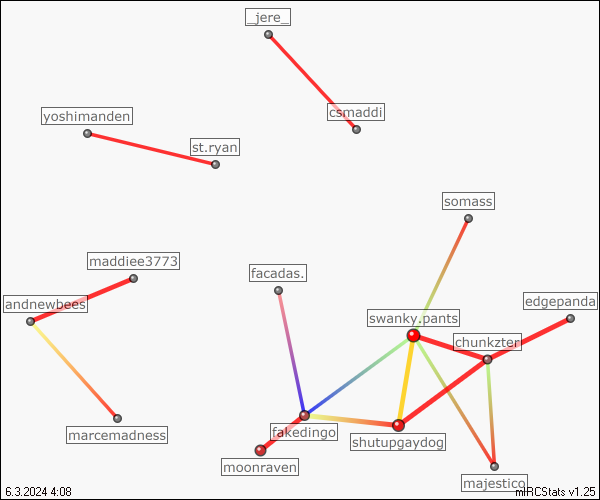 _jere_
csmaddi
yoshimanden
st.ryan
somass
maddiee3773
facadas.
andnewbees
edgepanda
swanky.pants
chunkzter
fakedingo
marcemadness
shutupgaydog
moonraven
majestico
6.3.2024 4:08
mIRCStats v1.25